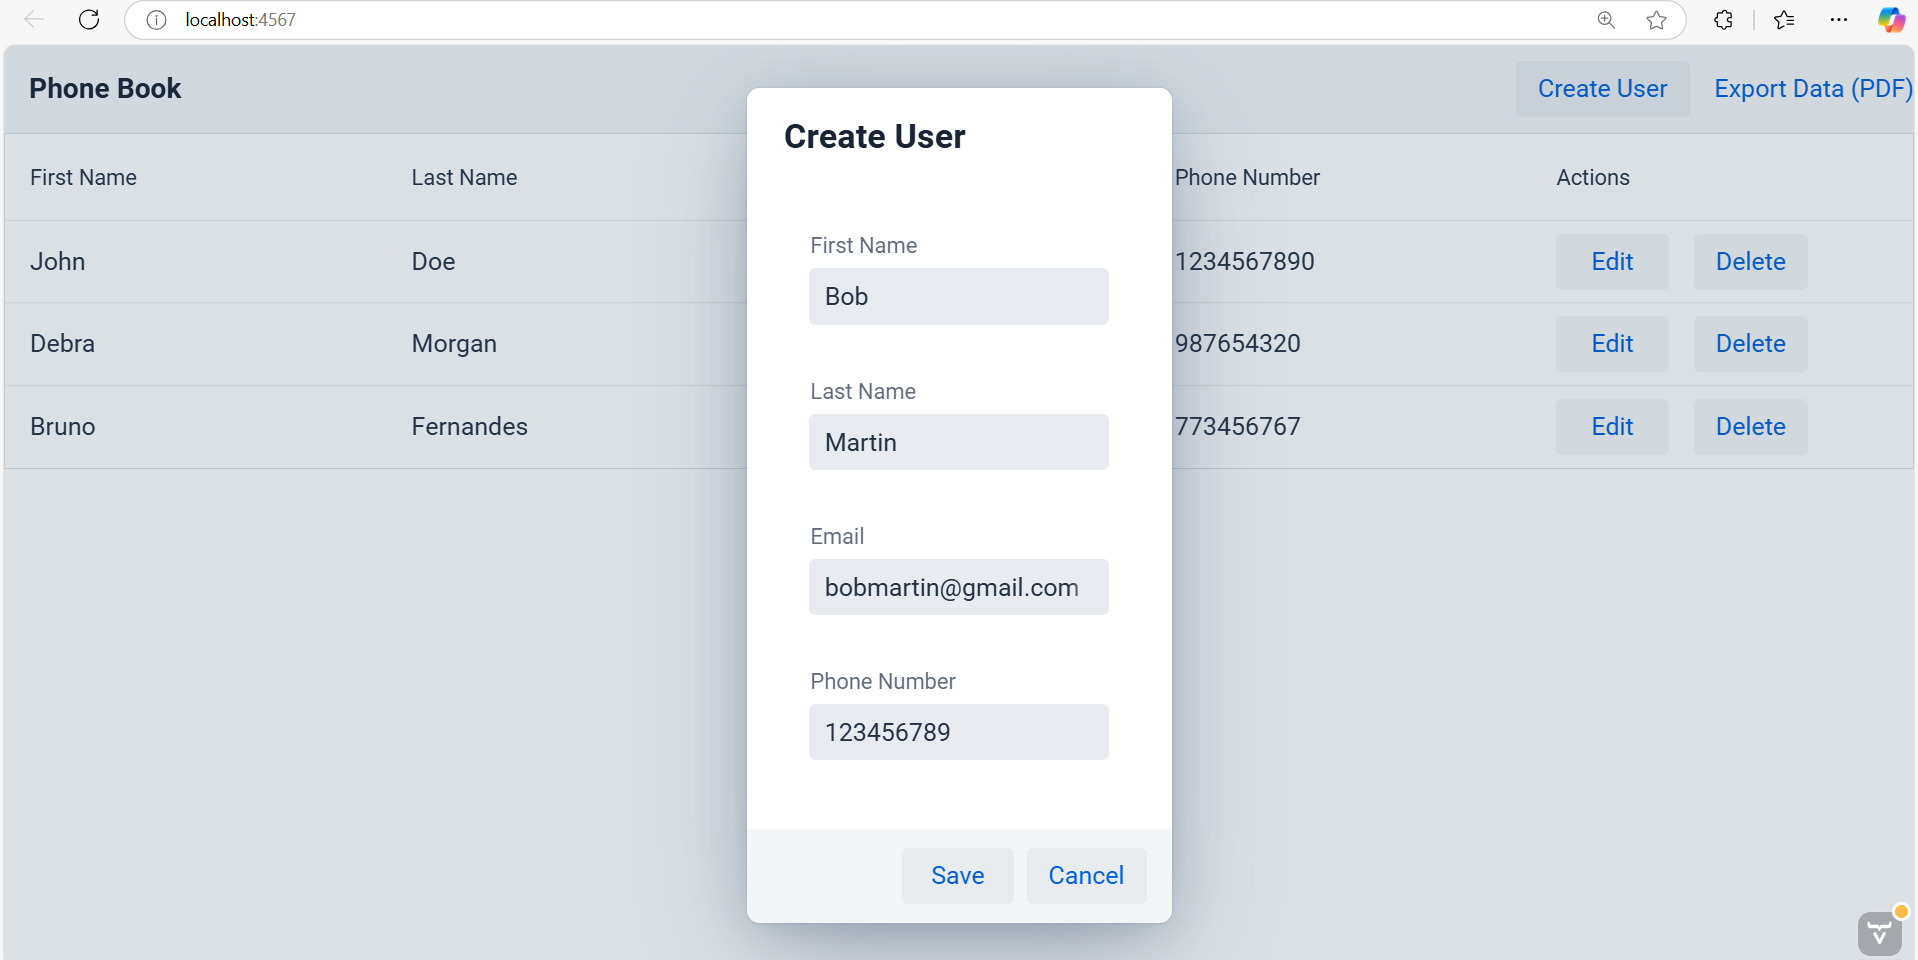 localhost:4567
Phone Book
Create User
Export Data (PDF)
First Name
Last Name
Phone Number
Actions
John
Doe
1234567890
Edit
Delete
Debra
Morgan
987654320
Edit
Delete
Bruno
Fernandes
773456767
Edit
Delete
Create User
First Name
Bob
Last Name
Martin
Email
bobmartin@gmail.com
Phone Number
123456789
Save
Cancel